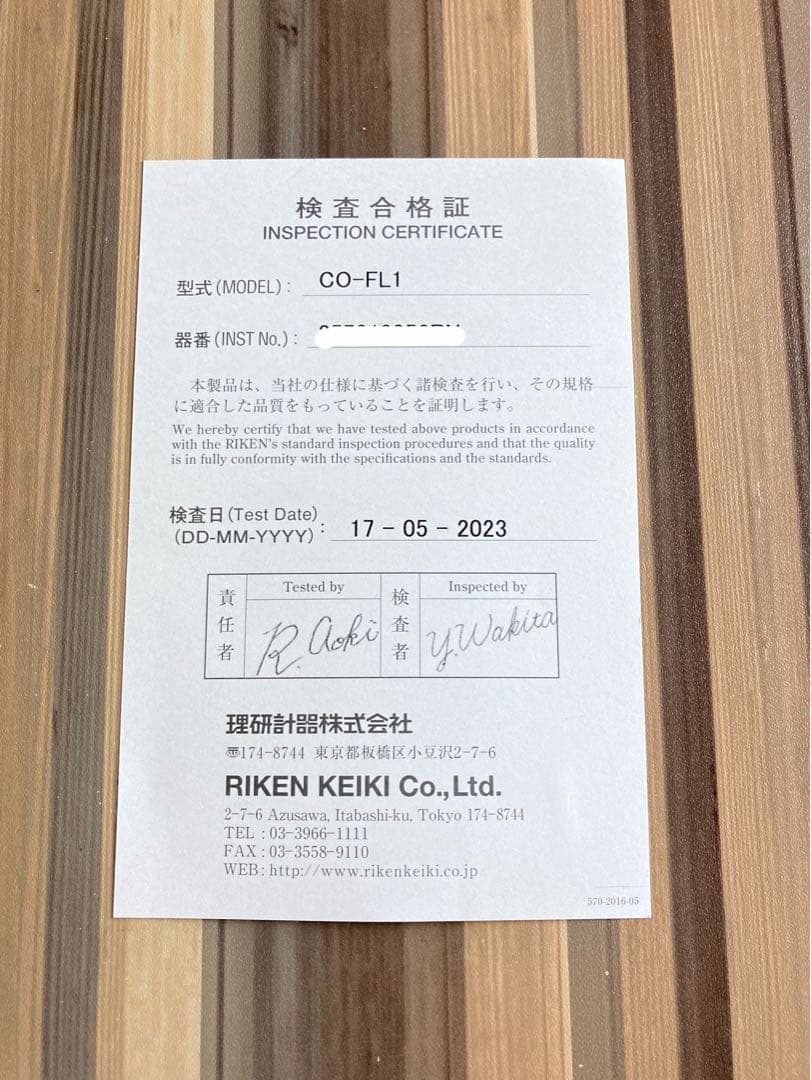 検査合格証
INSPECTION CERTIFICATE
型式(MODEL): CO-FL1
器番(INST No.):
本製品は、当社の仕様に基づく諸検査を行い、その規格
に適合した品質をもっていることを証明します。
We hereby certify that we have tested above products in accordance
with the RIKEN's standard inspection procedures and that the quality
is in fully conformity with the specifications and the standards.
検査日(Test Date)
(DD-MM-YYYY): 17 - 05 - 2023
責任者 Tested by 検査者 Inspected by
R. Aoki Y. Wakita
理研計器株式会社
〠174-8744 東京都板橋区小豆沢2-7-6
RIKEN KEIKI Co.,Ltd.
2-7-6 Azusawa, Itabashi-ku, Tokyo 174-8744
TEL : 03-3966-1111
FAX : 03-3558-9110
WEB : http://www.rikenkeiki.co.jp
570-2016-05